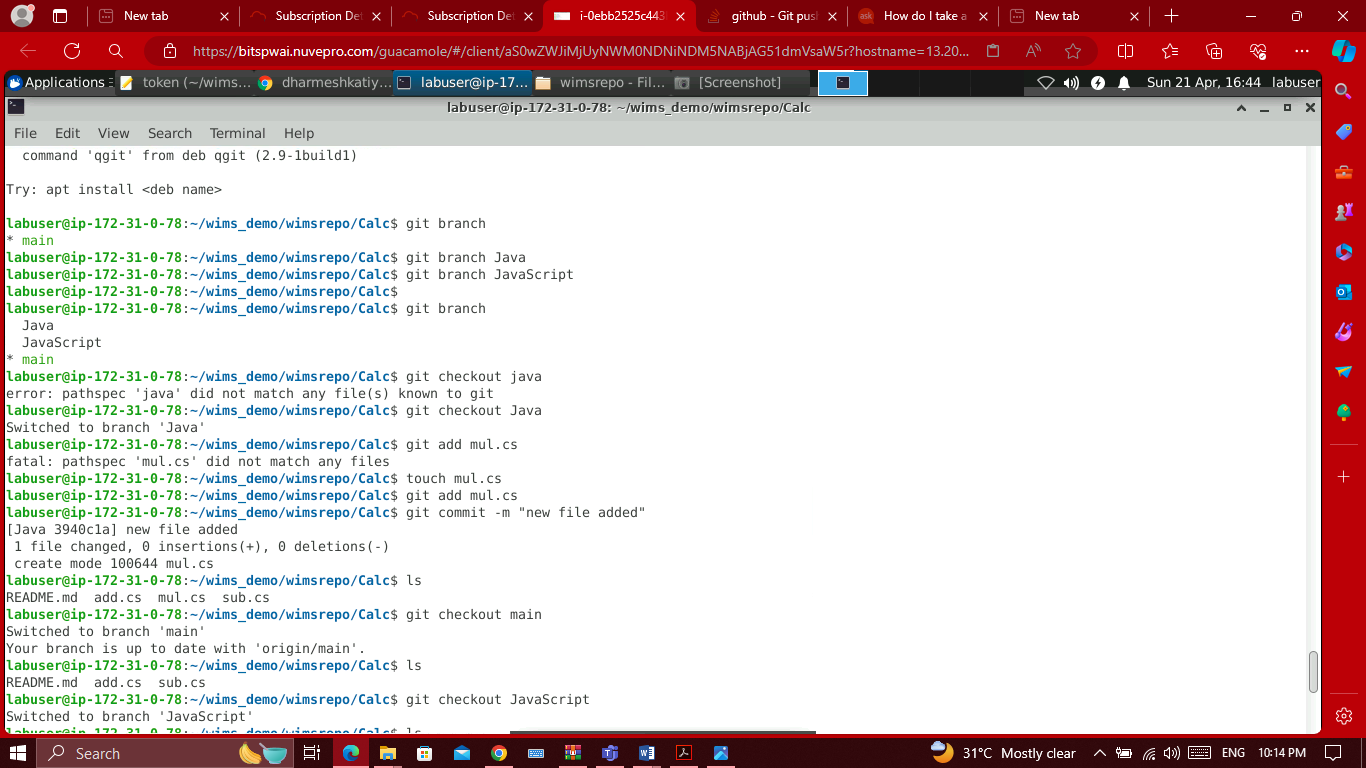 New tab
Subscription De
Subscription De
i-0ebb2525c443
github - Git pus
How do I take a
New tab
https://bitspwai.nuvepro.com/guacamole/#/client/aS0wZWJiMjUyNWM0NDNiNDM5NABjAG51dmVsaW5r?hostname=13.20...
Applications
token (~/wims...
dharmeshkatiy...
labuser@ip-17...
wimsrepo - Fil...
[Screenshot]
Sun 21 Apr, 16:44
labuser
labuser@ip-172-31-0-78: ~/wims_demo/wimsrepo/Calc
File Edit View Search Terminal Help
command 'qgit' from deb qgit (2.9-1build1)
Try: apt install <deb name>
labuser@ip-172-31-0-78:~/wims_demo/wimsrepo/Calc$ git branch
* main
labuser@ip-172-31-0-78:~/wims_demo/wimsrepo/Calc$ git branch Java
labuser@ip-172-31-0-78:~/wims_demo/wimsrepo/Calc$ git branch JavaScript
labuser@ip-172-31-0-78:~/wims_demo/wimsrepo/Calc$
labuser@ip-172-31-0-78:~/wims_demo/wimsrepo/Calc$ git branch
Java
JavaScript
* main
labuser@ip-172-31-0-78:~/wims_demo/wimsrepo/Calc$ git checkout java
error: pathspec 'java' did not match any file(s) known to git
labuser@ip-172-31-0-78:~/wims_demo/wimsrepo/Calc$ git checkout Java
Switched to branch 'Java'
labuser@ip-172-31-0-78:~/wims_demo/wimsrepo/Calc$ git add mul.cs
fatal: pathspec 'mul.cs' did not match any files
labuser@ip-172-31-0-78:~/wims_demo/wimsrepo/Calc$ touch mul.cs
labuser@ip-172-31-0-78:~/wims_demo/wimsrepo/Calc$ git add mul.cs
labuser@ip-172-31-0-78:~/wims_demo/wimsrepo/Calc$ git commit -m "new file added"
[Java 3940c1a] new file added
1 file changed, 0 insertions(+), 0 deletions(-)
create mode 100644 mul.cs
labuser@ip-172-31-0-78:~/wims_demo/wimsrepo/Calc$ ls
README.md add.cs mul.cs sub.cs
labuser@ip-172-31-0-78:~/wims_demo/wimsrepo/Calc$ git checkout main
Switched to branch 'main'
Your branch is up to date with 'origin/main'.
labuser@ip-172-31-0-78:~/wims_demo/wimsrepo/Calc$ ls
README.md add.cs sub.cs
labuser@ip-172-31-0-78:~/wims_demo/wimsrepo/Calc$ git checkout JavaScript
Switched to branch 'JavaScript'
labuser@ip-172-31-0-78:~/wims_demo/wimsrepo/Calc$ ls
Search
31°C Mostly clear
ENG
10:14 PM